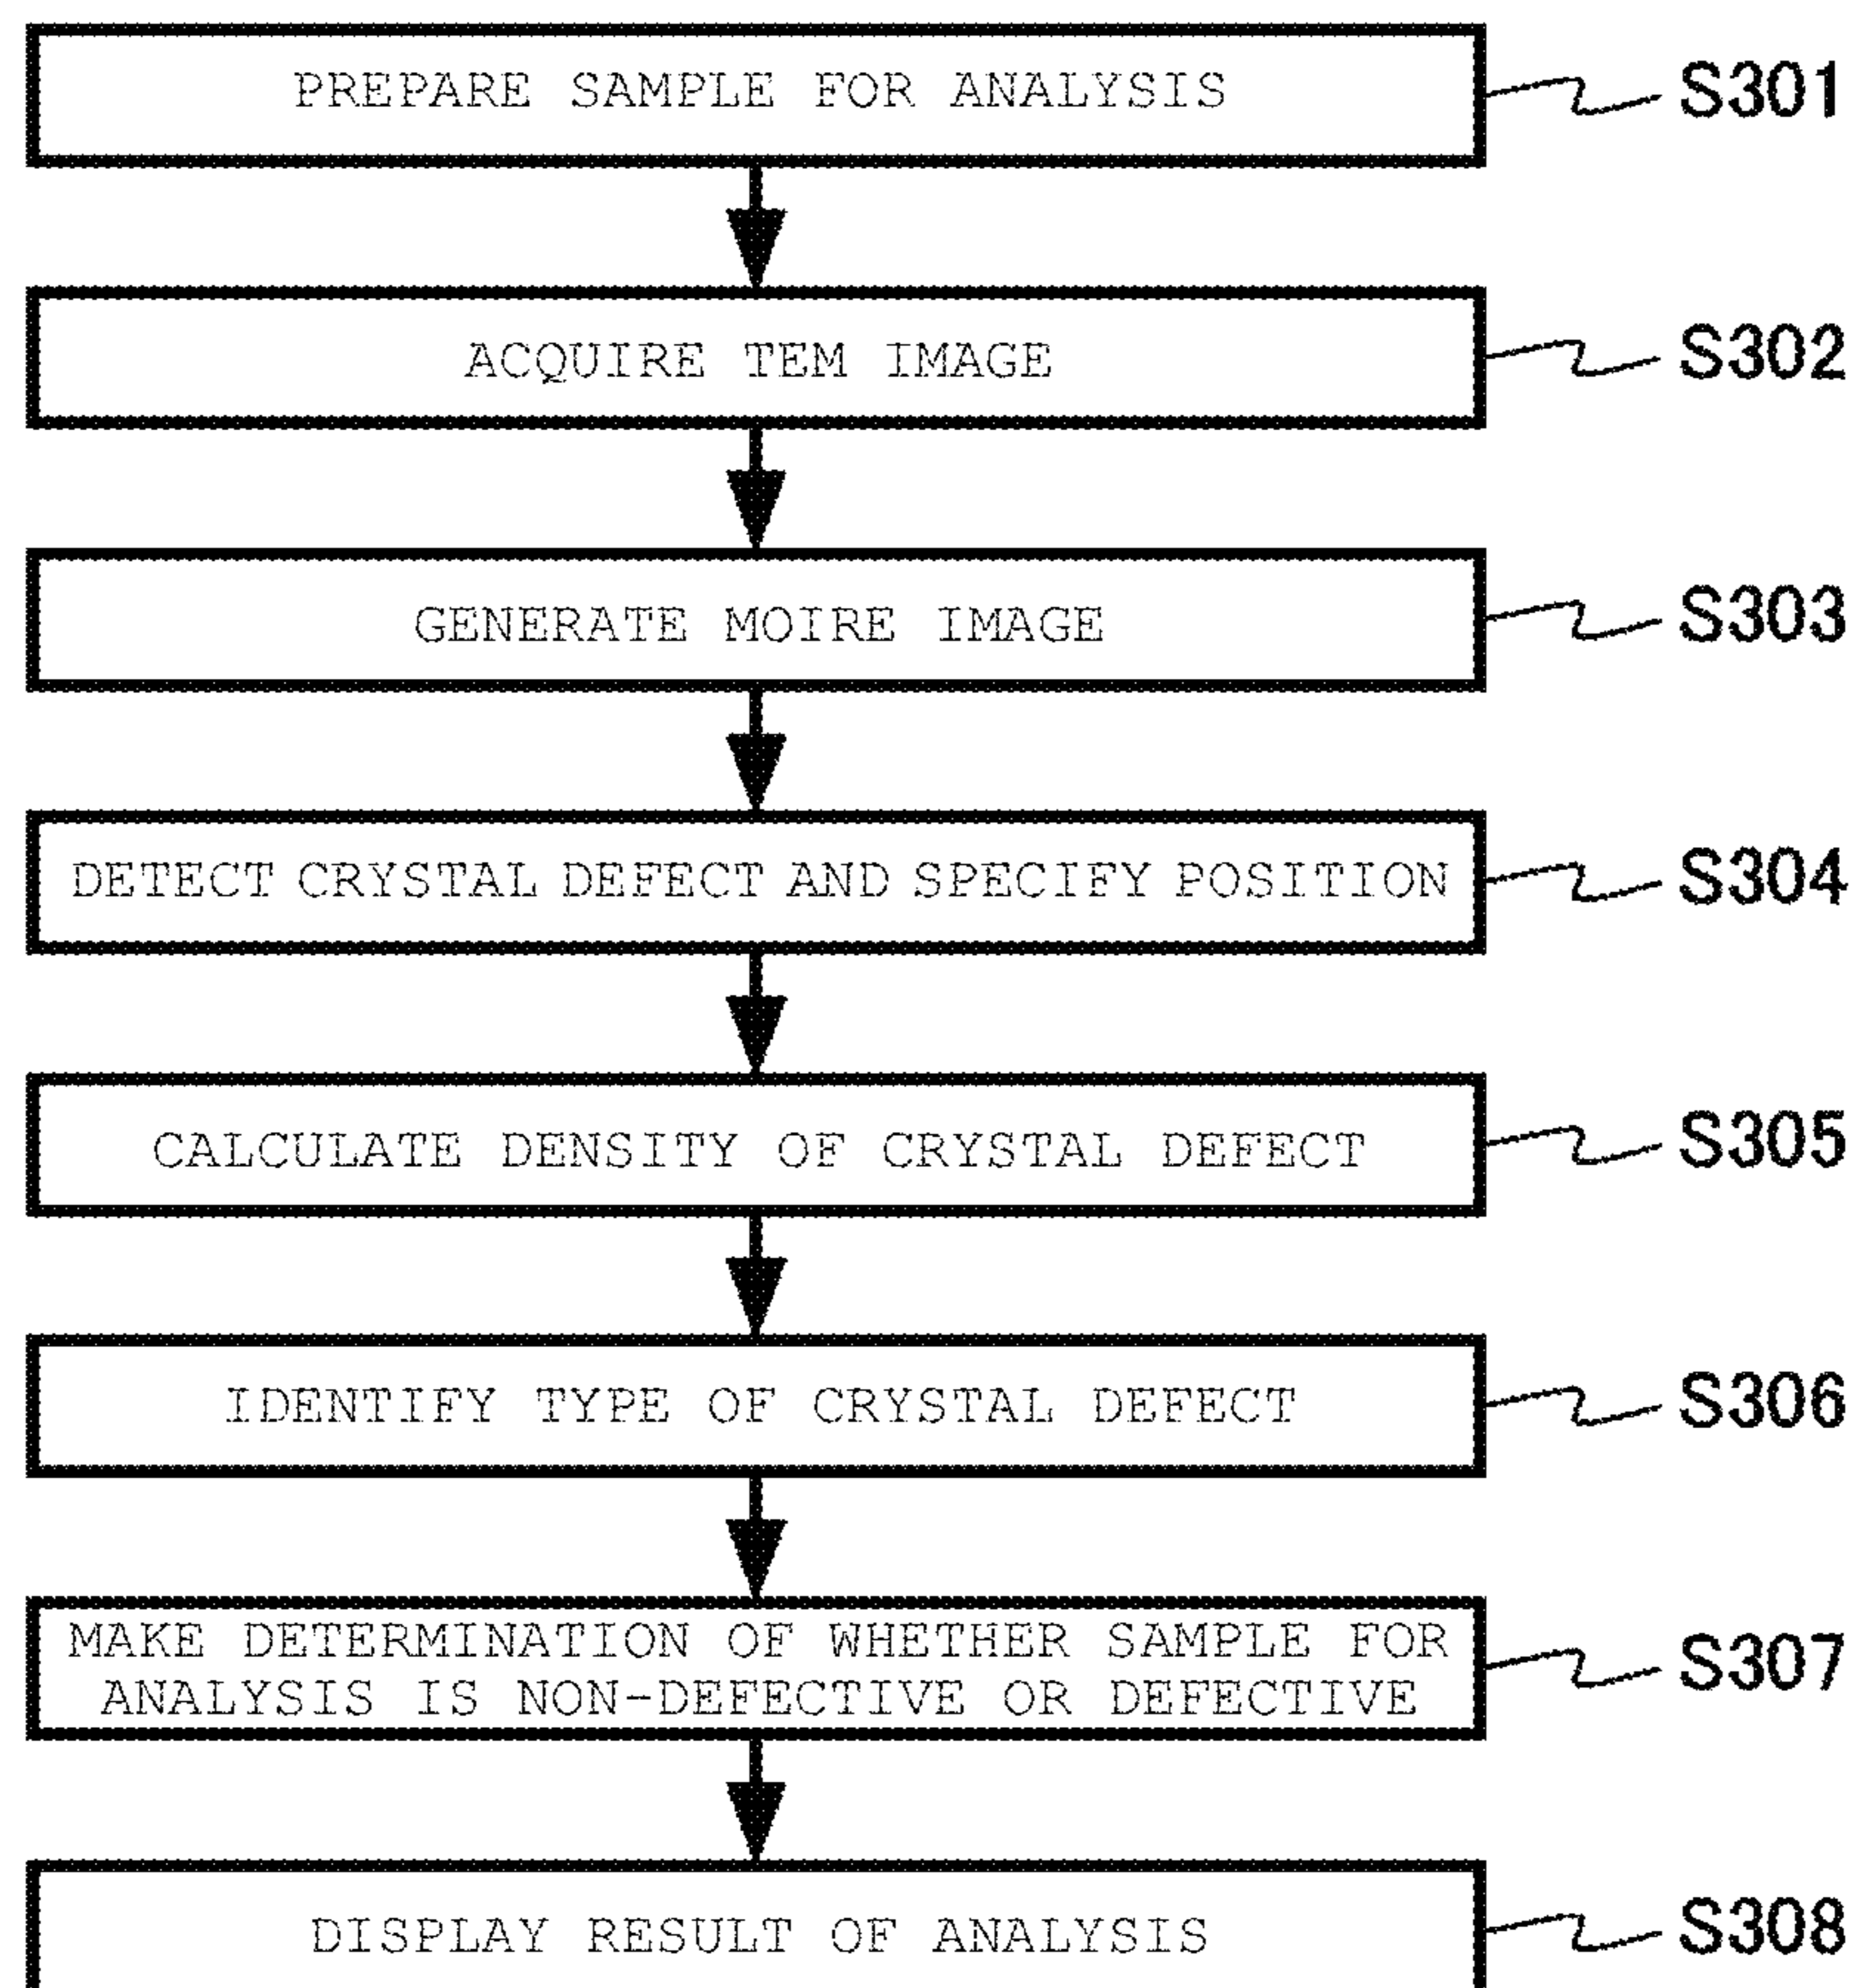 PREPARE SAMPLE FOR ANALYSIS
S301
ACQUIRE TEM IMAGE
S302
GENERATE MOIRE IMAGE
S303
DETECT CRYSTAL DEFECT AND SPECIFY POSITION
S304
CALCULATE DENSITY OF CRYSTAL DEFECT
S305
IDENTIFY TYPE OF CRYSTAL DEFECT
S306
MAKE DETERMINATION OF WHETHER SAMPLE FOR
ANALYSIS IS NON-DEFECTIVE OR DEFECTIVE
S307
DISPLAY RESULT OF ANALYSIS
S308